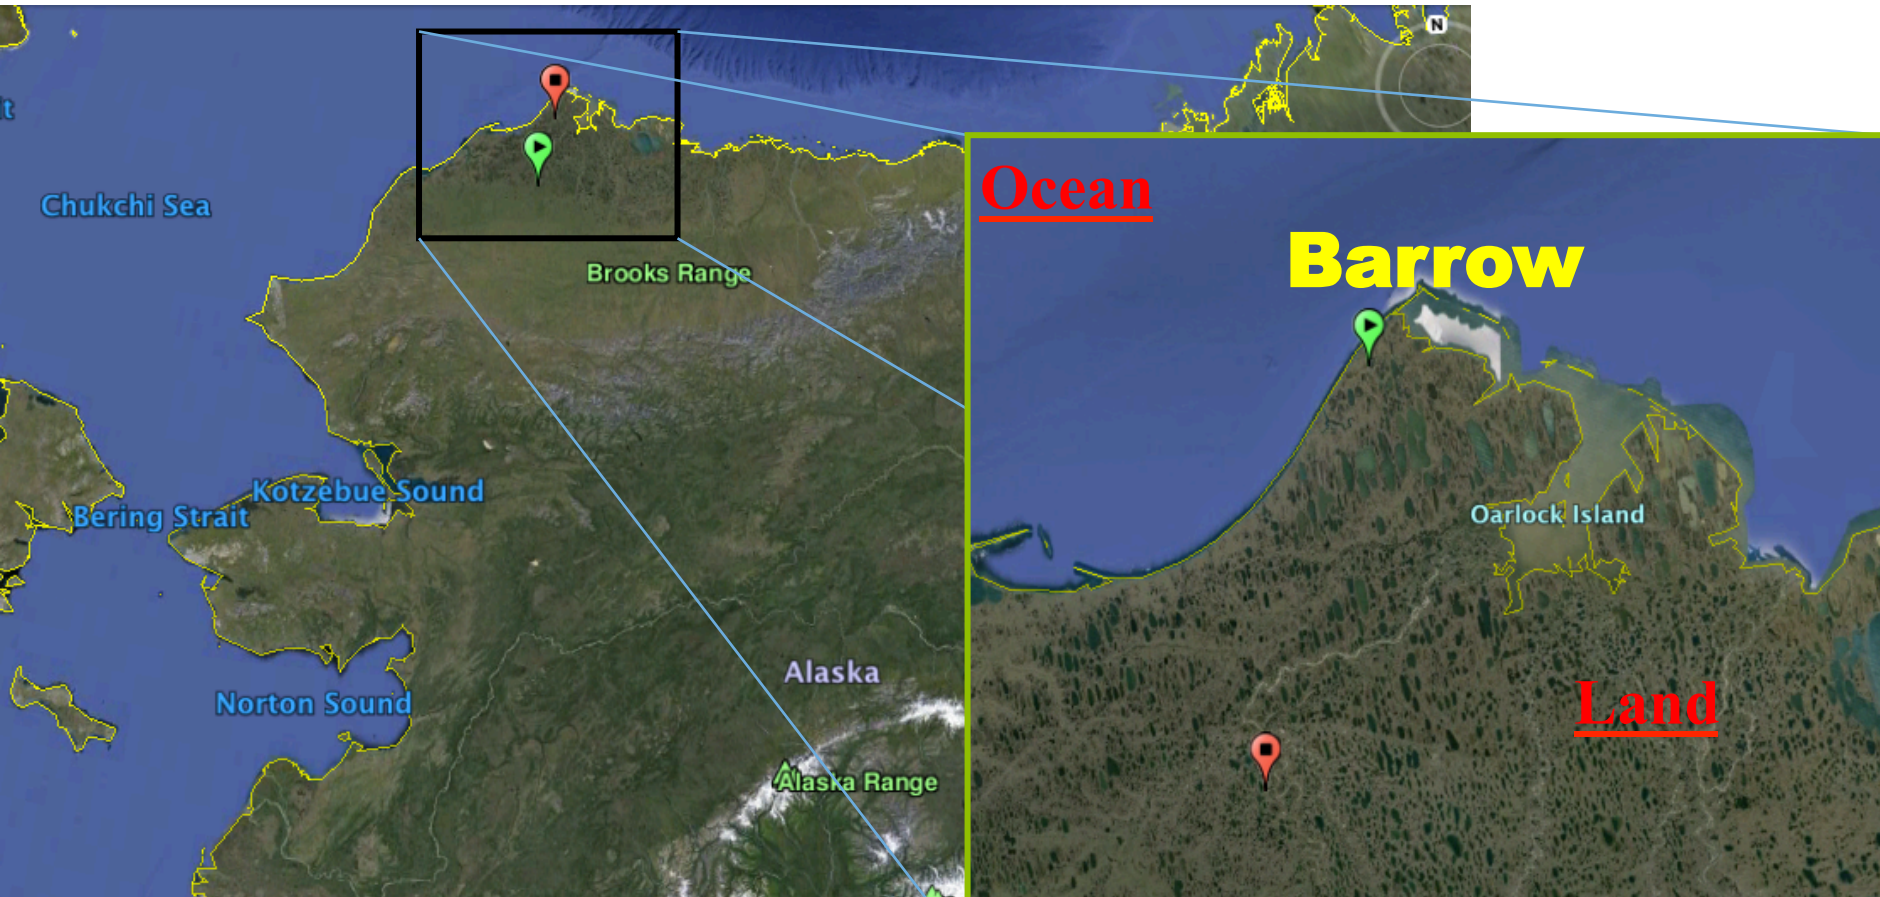 N
t
Ocean
Chukchi Sea
Barrow
Brooks Range
Kotzebue Sound
Bering Strait
Oarlock Island
Alaska
Norton Sound
Land
Alaska Range